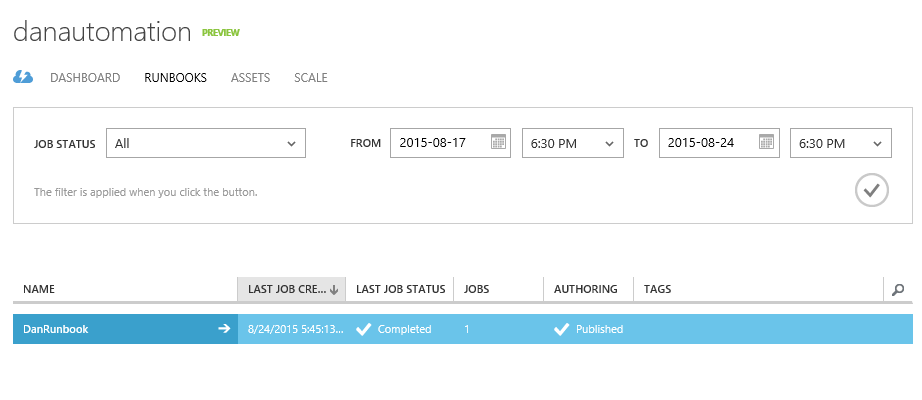 danautomation PREVIEW
DASHBOARD RUNBOOKS ASSETS SCALE
JOB STATUS All FROM 2015-08-17 6:30 PM TO 2015-08-24 6:30 PM
The filter is applied when you click the button.
NAME LAST JOB CRE... LAST JOB STATUS JOBS AUTHORING TAGS
DanRunbook 8/24/2015 5:45:13... Completed 1 Published